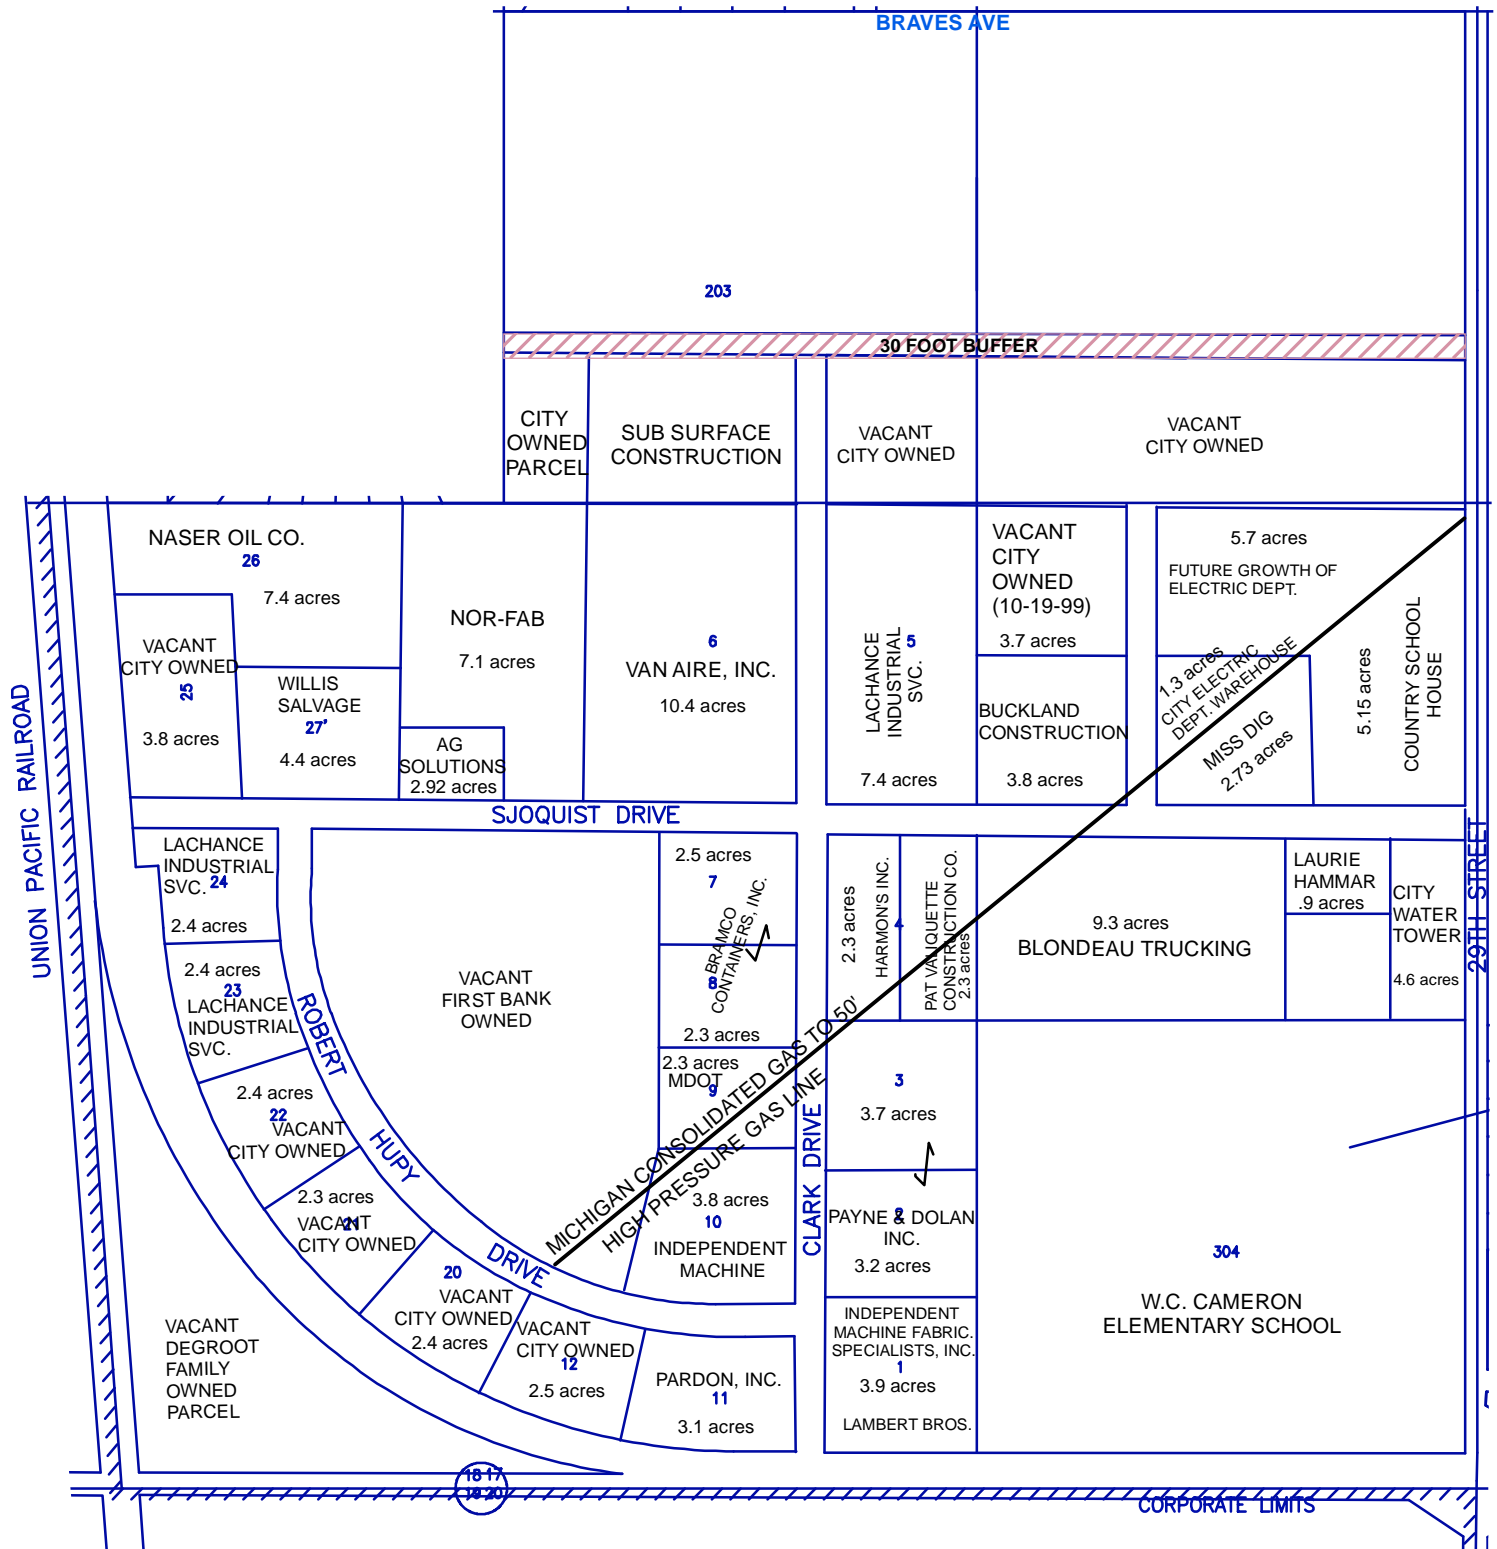 BRAVES AVE
203
30 FOOT BUFFER
CITY
OWNED
PARCEL
SUB SURFACE
CONSTRUCTION
VACANT
CITY OWNED
VACANT
CITY OWNED
NASER OIL CO.
26
7.4 acres
VACANT
CITY OWNED
25
3.8 acres
WILLIS
SALVAGE
27'
4.4 acres
NOR-FAB
7.1 acres
AG
SOLUTIONS
2.92 acres
6
VAN AIRE, INC.
10.4 acres
LACHANCE
INDUSTRIAL
SVC.
5
7.4 acres
VACANT
CITY
OWNED
(10-19-99)
3.7 acres
BUCKLAND
CONSTRUCTION
3.8 acres
5.7 acres
FUTURE GROWTH OF
ELECTRIC DEPT.
1.3 acres
CITY ELECTRIC
DEPT. WAREHOUSE
MISS DIG
2.73 acres
5.15 acres
COUNTRY SCHOOL
HOUSE
UNION PACIFIC RAILROAD
SJOQUIST DRIVE
29TH STREET
LACHANCE
INDUSTRIAL
SVC.
24
2.4 acres
2.4 acres
23
LACHANCE
INDUSTRIAL
SVC.
2.4 acres
22
VACANT
CITY OWNED
2.3 acres
VACANT
21
CITY OWNED
20
VACANT
CITY OWNED
2.4 acres
VACANT
CITY OWNED
12
2.5 acres
PARDON, INC.
11
3.1 acres
ROBERT
HUPY
DRIVE
VACANT
FIRST BANK
OWNED
2.5 acres
7
BRAMCO
CONTAINERS, INC.
8
2.3 acres
2.3 acres
MDOT
9
MICHIGAN CONSOLIDATED GAS TO 50'
HIGH PRESSURE GAS LINE
3.8 acres
10
INDEPENDENT
MACHINE
CLARK DRIVE
2.3 acres
HARMON'S INC.
4
PAT VALIQUETTE
CONSTRUCTION CO.
2.3 acres
9.3 acres
BLONDEAU TRUCKING
LAURIE
HAMMAR
.9 acres
CITY
WATER
TOWER
4.6 acres
3
3.7 acres
2
PAYNE & DOLAN
INC.
3.2 acres
INDEPENDENT
MACHINE FABRIC.
SPECIALISTS, INC.
1
3.9 acres
LAMBERT BROS.
304
W.C. CAMERON
ELEMENTARY SCHOOL
VACANT
DEGROOT
FAMILY
OWNED
PARCEL
18 17
19 20
CORPORATE LIMITS